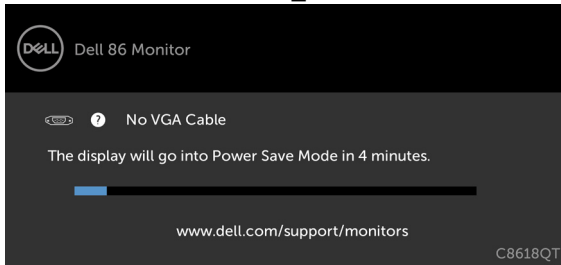 DELL
Dell 86 Monitor
? No VGA Cable
The display will go into Power Save Mode in 4 minutes.
www.dell.com/support/monitors
C8618QT